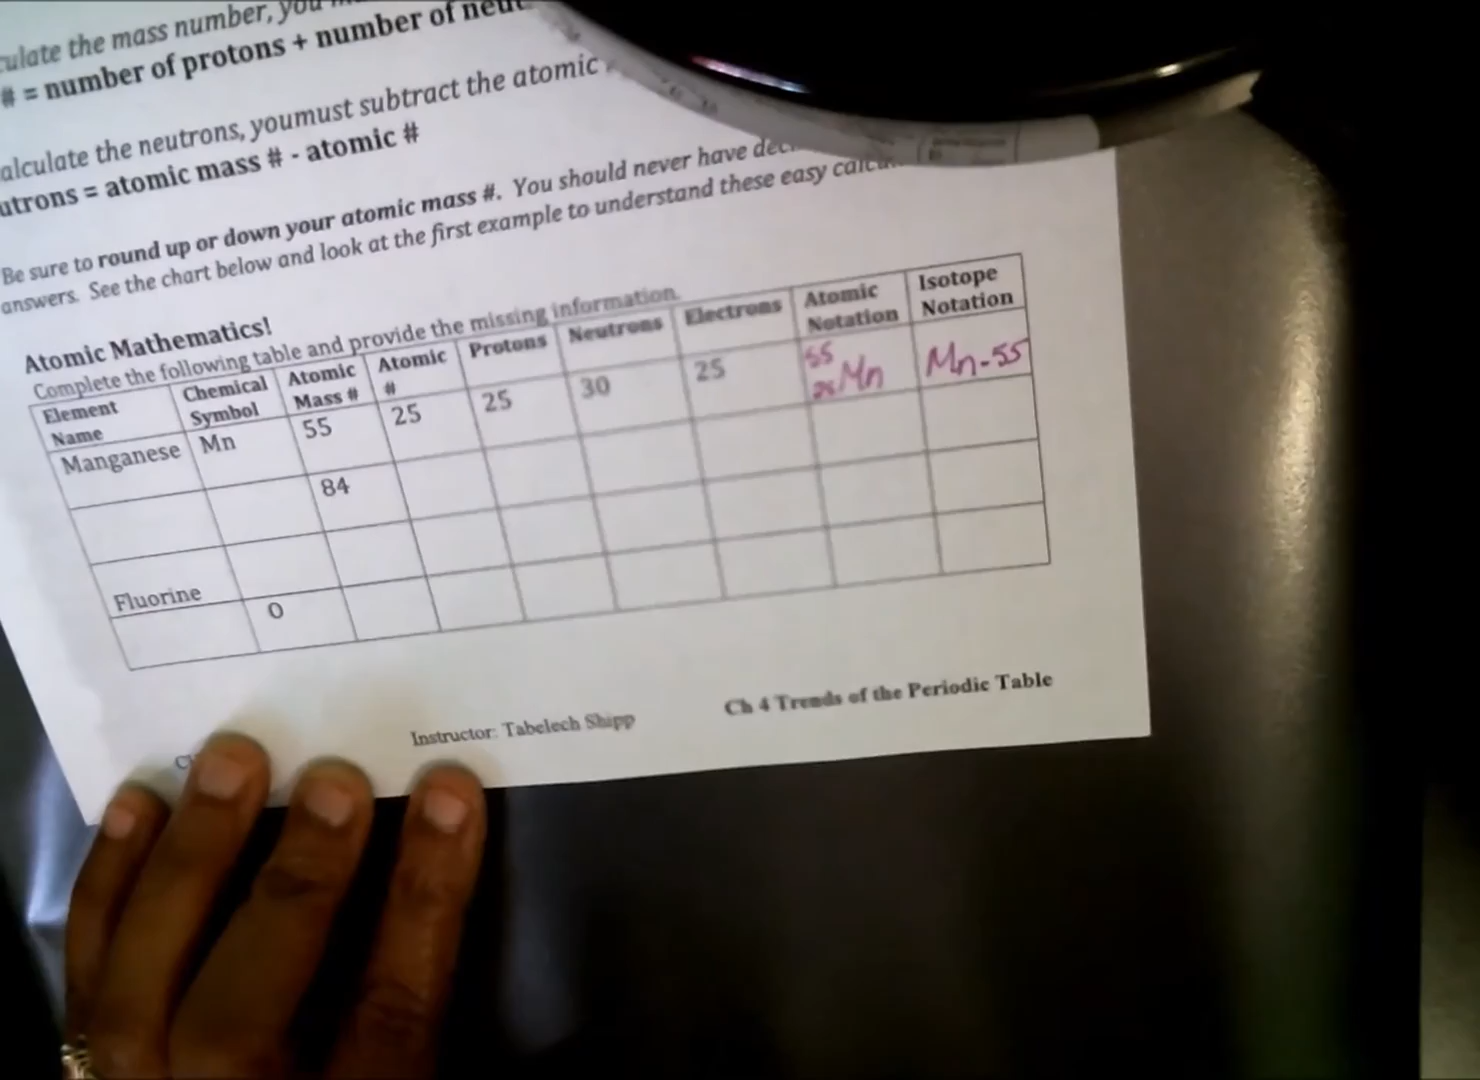 culate the mass number, you
# = number of protons + number of neut
alculate the neutrons, youmust subtract the atomic
utrons = atomic mass # - atomic #
Be sure to round up or down your atomic mass #. You should never have
answers. See the chart below and look at the first example to understand these easy
Atomic Mathematics!
Complete the following table and provide the missing information.
Element Name Chemical Symbol Atomic Mass # Atomic # Protons Neutrons Electrons Atomic Notation Isotope Notation
Manganese Mn 55 25 25 30 25 55 25 Mn Mn-55
84
Fluorine
O
Instructor: Tabelech Shipp
Ch 4 Trends of the Periodic Table